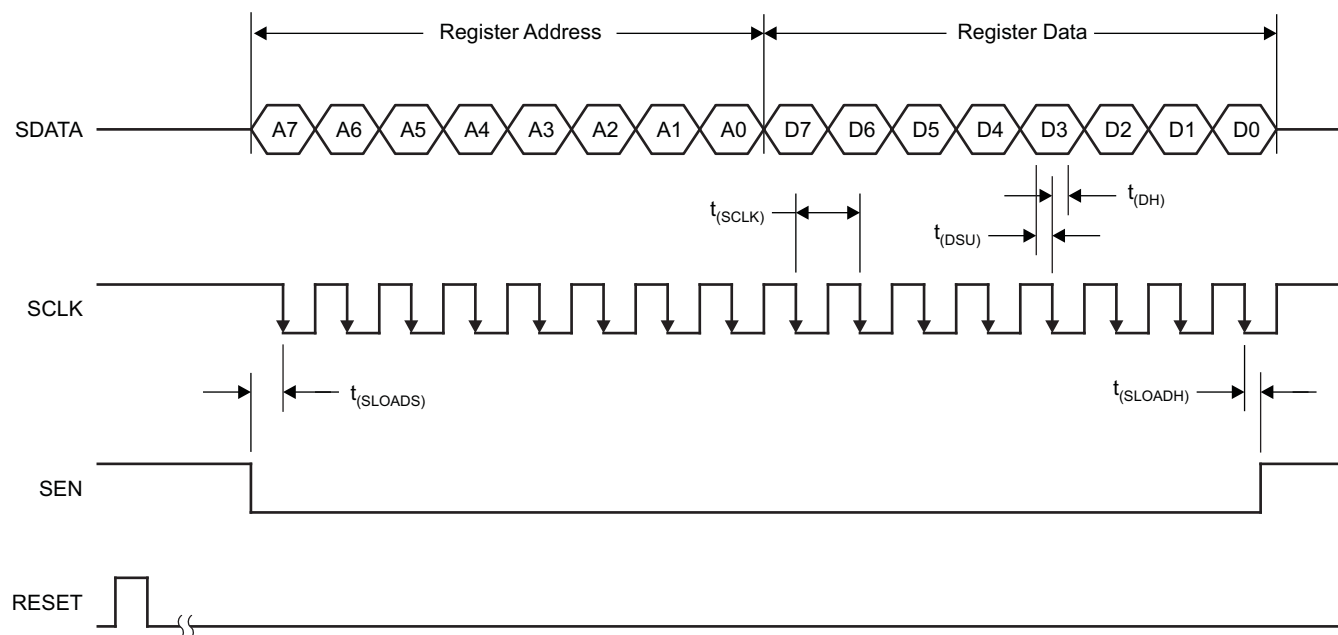 Register Address
Register Data
SDATA
A7 A6 A5 A4 A3 A2 A1 A0 D7 D6 D5 D4 D3 D2 D1 D0
t(SCLK)
t(DH)
t(DSU)
SCLK
t(SLOADS)
t(SLOADH)
SEN
RESET